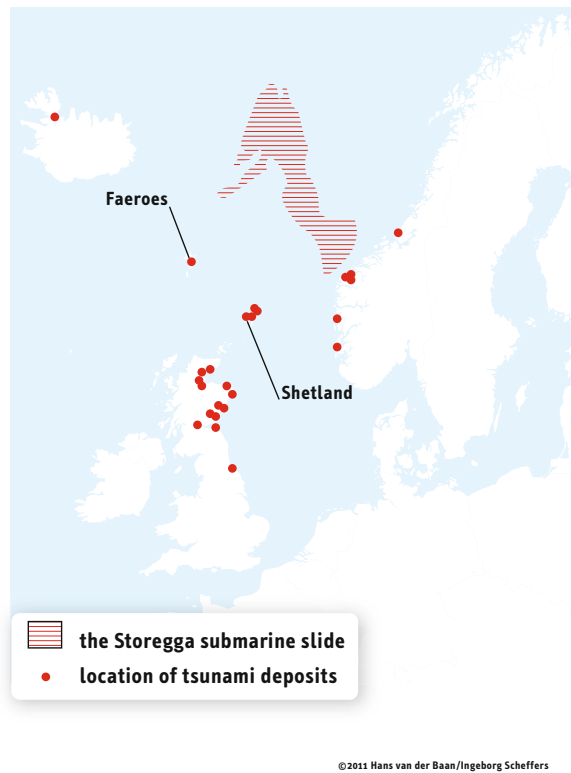 Faeroes
Shetland
the Storegga submarine slide
location of tsunami deposits
©2011 Hans van der Baan/Ingeborg Scheffers